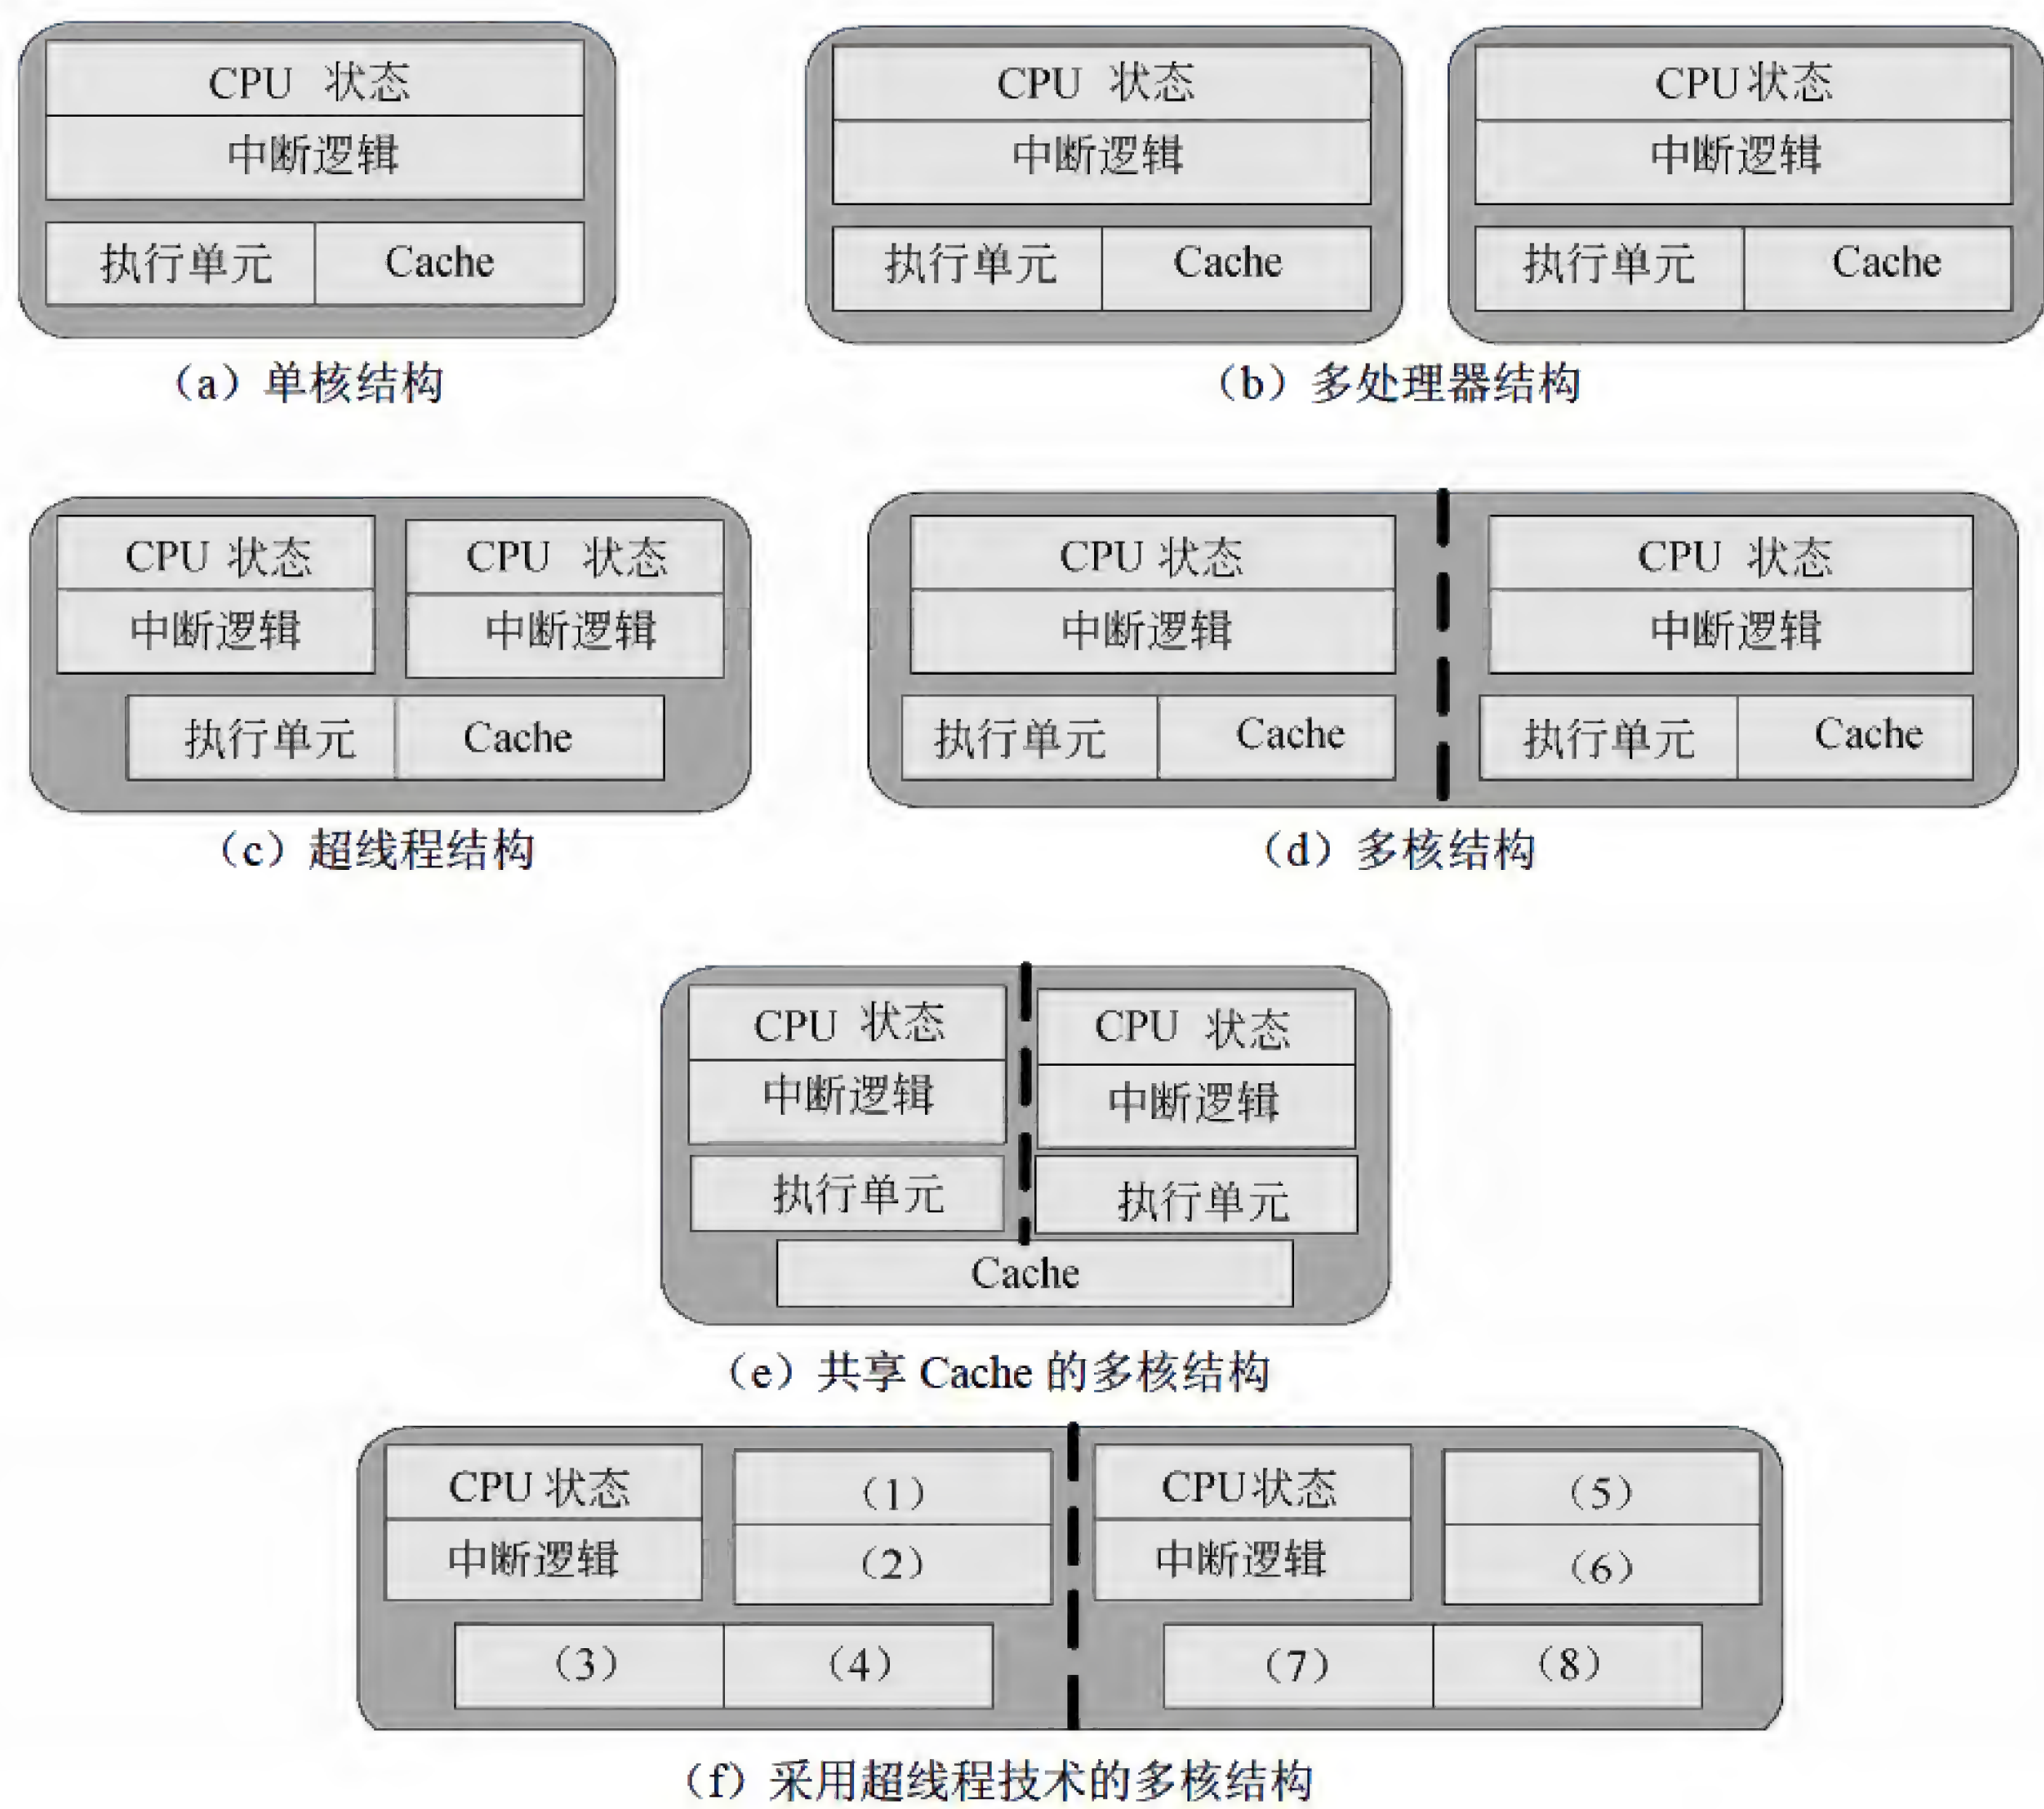 CPU 状态
中断逻辑
执行单元 Cache
（a）单核结构
CPU 状态
中断逻辑
执行单元 Cache
CPU状态
中断逻辑
执行单元 Cache
（b）多处理器结构
CPU 状态
中断逻辑
CPU 状态
中断逻辑
执行单元 Cache
（c）超线程结构
CPU 状态
中断逻辑
执行单元 Cache
CPU 状态
中断逻辑
执行单元 Cache
（d）多核结构
CPU 状态
中断逻辑
执行单元
CPU 状态
中断逻辑
执行单元
Cache
（e）共享 Cache 的多核结构
CPU 状态
中断逻辑
（1）
（2）
（3） （4）
CPU状态
中断逻辑
（5）
（6）
（7） （8）
（f）采用超线程技术的多核结构